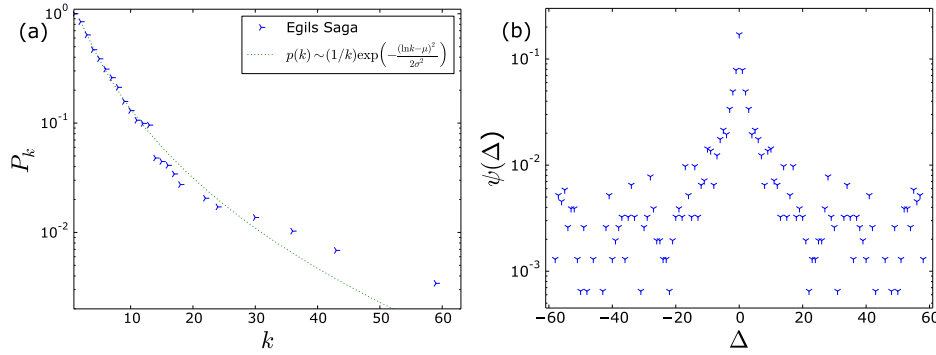 (a)
Egils Saga
p(k) ∼ (1/k)exp(−(lnk−μ)²/2σ²)
10⁰
10⁻¹
10⁻²
P_k
10 20 30 40 50 60
k
(b)
10⁻¹
10⁻²
10⁻³
ψ(Δ)
−60 −40 −20 0 20 40 60
Δ